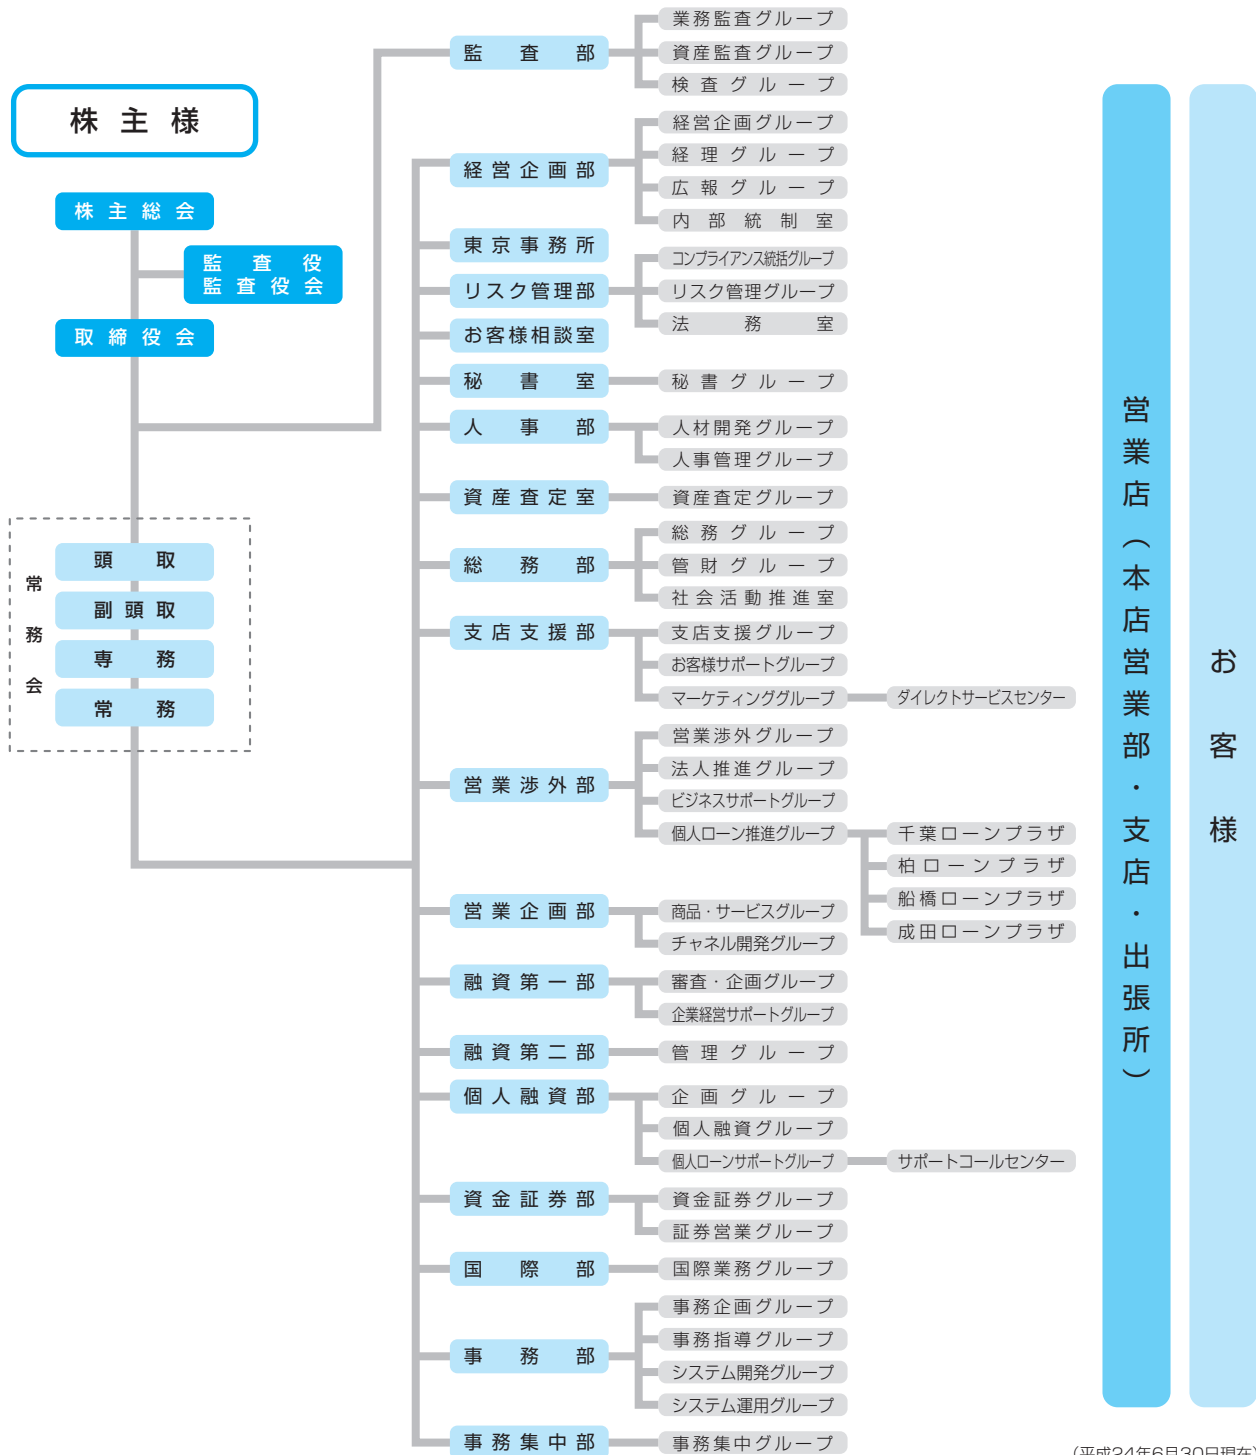 株主様
株主総会
監査役
監査役会
取締役会
常務会
頭取
副頭取
専務
常務
監査部
業務監査グループ
資産監査グループ
検査グループ
経営企画部
経営企画グループ
経理グループ
広報グループ
内部統制室
東京事務所
リスク管理部
コンプライアンス統括グループ
リスク管理グループ
法務室
お客様相談室
秘書室
秘書グループ
人事部
人材開発グループ
人事管理グループ
資産査定室
資産査定グループ
総務部
総務グループ
管財グループ
社会活動推進室
支店支援部
支店支援グループ
お客様サポートグループ
マーケティンググループ
ダイレクトサービスセンター
営業渉外部
営業渉外グループ
法人推進グループ
ビジネスサポートグループ
個人ローン推進グループ
千葉ローンプラザ
柏ローンプラザ
船橋ローンプラザ
成田ローンプラザ
営業企画部
商品・サービスグループ
チャネル開発グループ
融資第一部
審査・企画グループ
企業経営サポートグループ
融資第二部
管理グループ
個人融資部
企画グループ
個人融資グループ
個人ローンサポートグループ
サポートコールセンター
資金証券部
資金証券グループ
証券営業グループ
国際部
国際業務グループ
事務部
事務企画グループ
事務指導グループ
システム開発グループ
システム運用グループ
事務集中部
事務集中グループ
営業店（本店営業部・支店・出張所）
お客様
（平成24年6月30日現在）